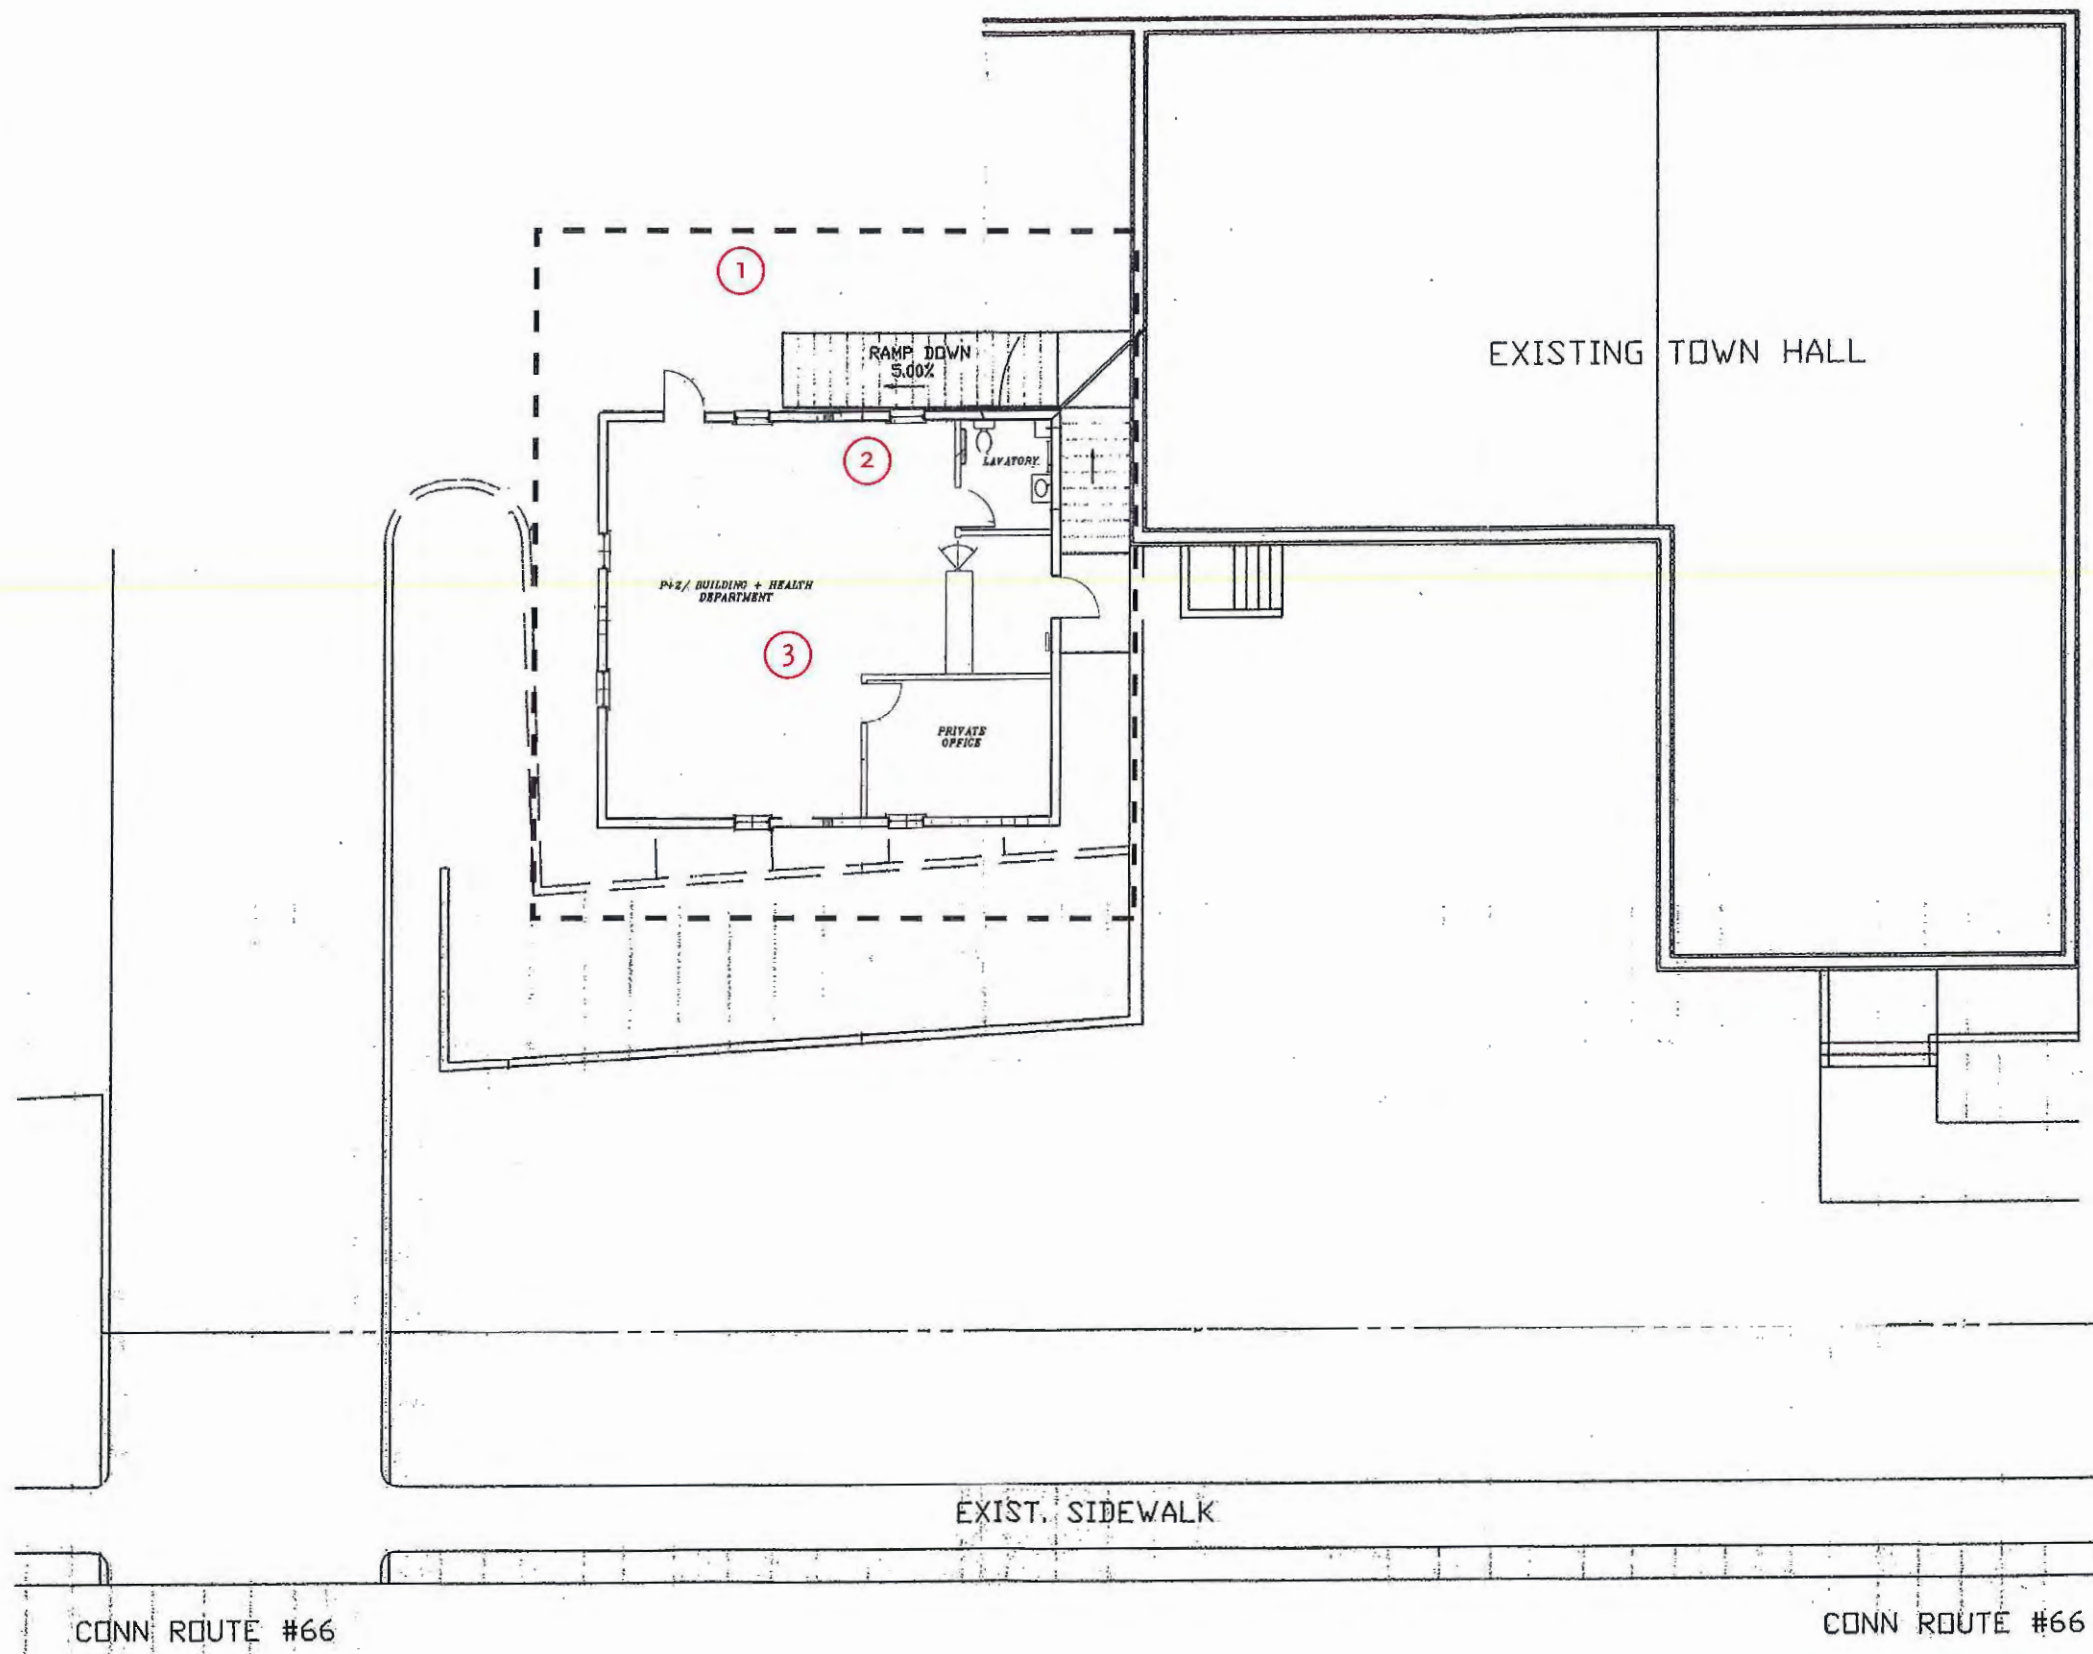 1
RAMP DOWN
5.00%
EXISTING TOWN HALL
2
LAVATORY
P+Z/ BUILDING + HEALTH
DEPARTMENT
3
PRIVATE
OFFICE
EXIST. SIDEWALK
CONN ROUTE #66
CONN ROUTE #66